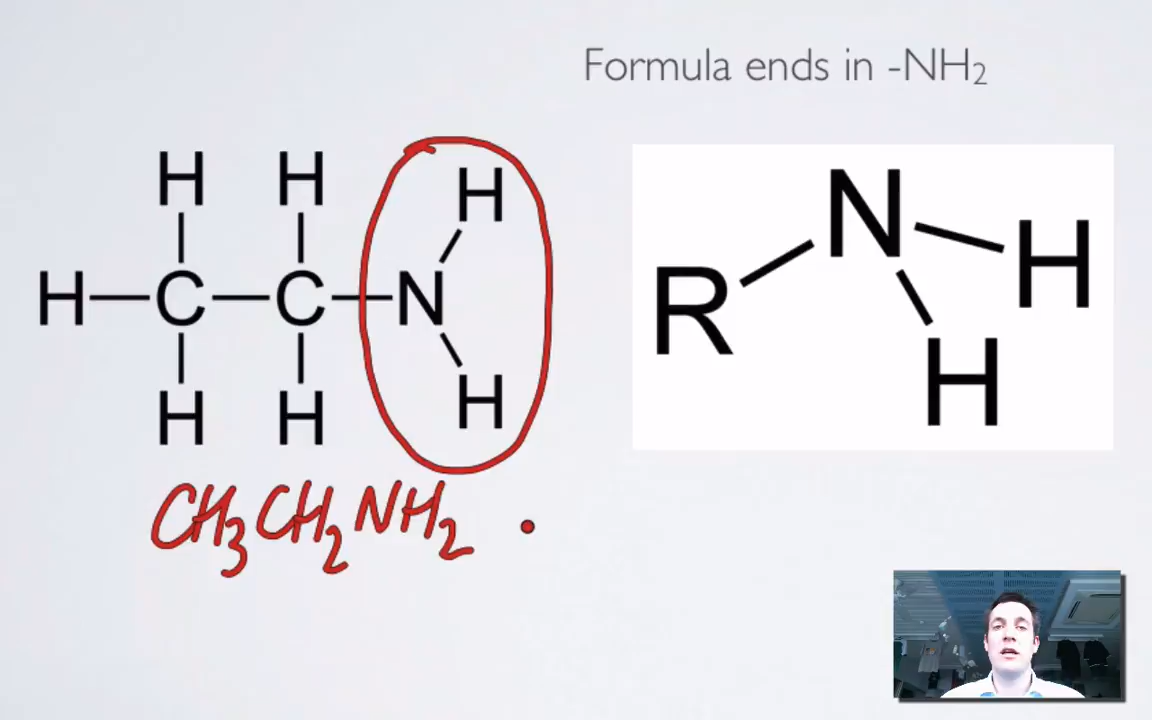 Formula ends in -NH₂
H H H
H C C N
H H H
CH₃CH₂NH₂
R N H
H